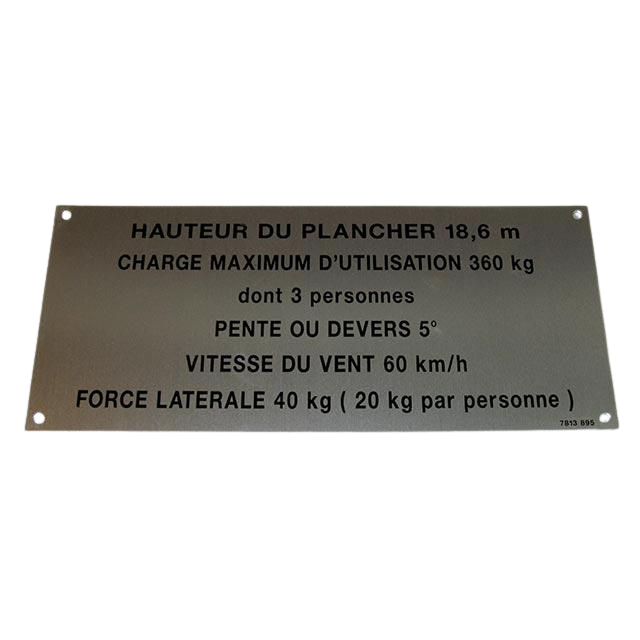 HAUTEUR DU PLANCHER 18,6 m
CHARGE MAXIMUM D'UTILISATION 360 kg
dont 3 personnes
PENTE OU DEVERS 5°
VITESSE DU VENT 60 km/h
FORCE LATERALE 40 kg ( 20 kg par personne )
7813 895